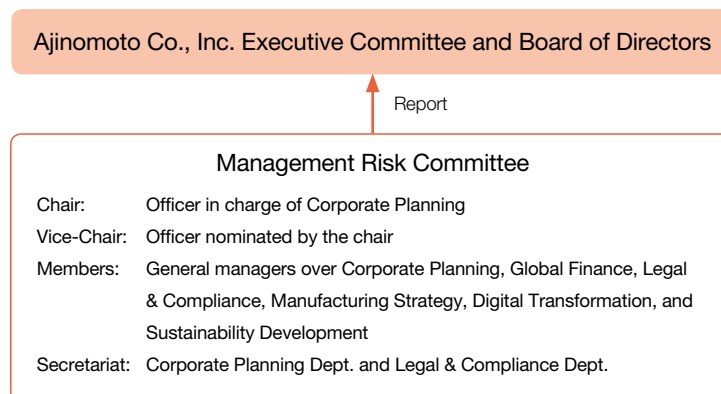 Ajinomoto Co., Inc. Executive Committee and Board of Directors
Report
Management Risk Committee
Chair: Officer in charge of Corporate Planning
Vice-Chair: Officer nominated by the chair
Members: General managers over Corporate Planning, Global Finance, Legal
& Compliance, Manufacturing Strategy, Digital Transformation, and
Sustainability Development
Secretariat: Corporate Planning Dept. and Legal & Compliance Dept.